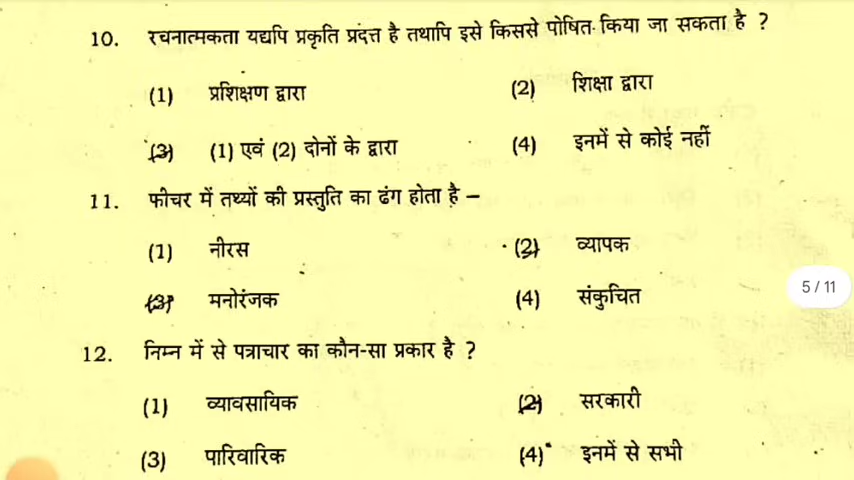 10. रचनात्मकता यद्यपि प्रकृति प्रदत्त है तथापि इसे किससे पोषित किया जा सकता है ?
(1) प्रशिक्षण द्वारा (2) शिक्षा द्वारा
(3) (1) एवं (2) दोनों के द्वारा (4) इनमें से कोई नहीं
11. फीचर में तथ्यों की प्रस्तुति का ढंग होता है –
(1) नीरस (2) व्यापक
(3) मनोरंजक (4) संकुचित
5 / 11
12. निम्न में से पत्राचार का कौन-सा प्रकार है ?
(1) व्यावसायिक (2) सरकारी
(3) पारिवारिक (4) इनमें से सभी